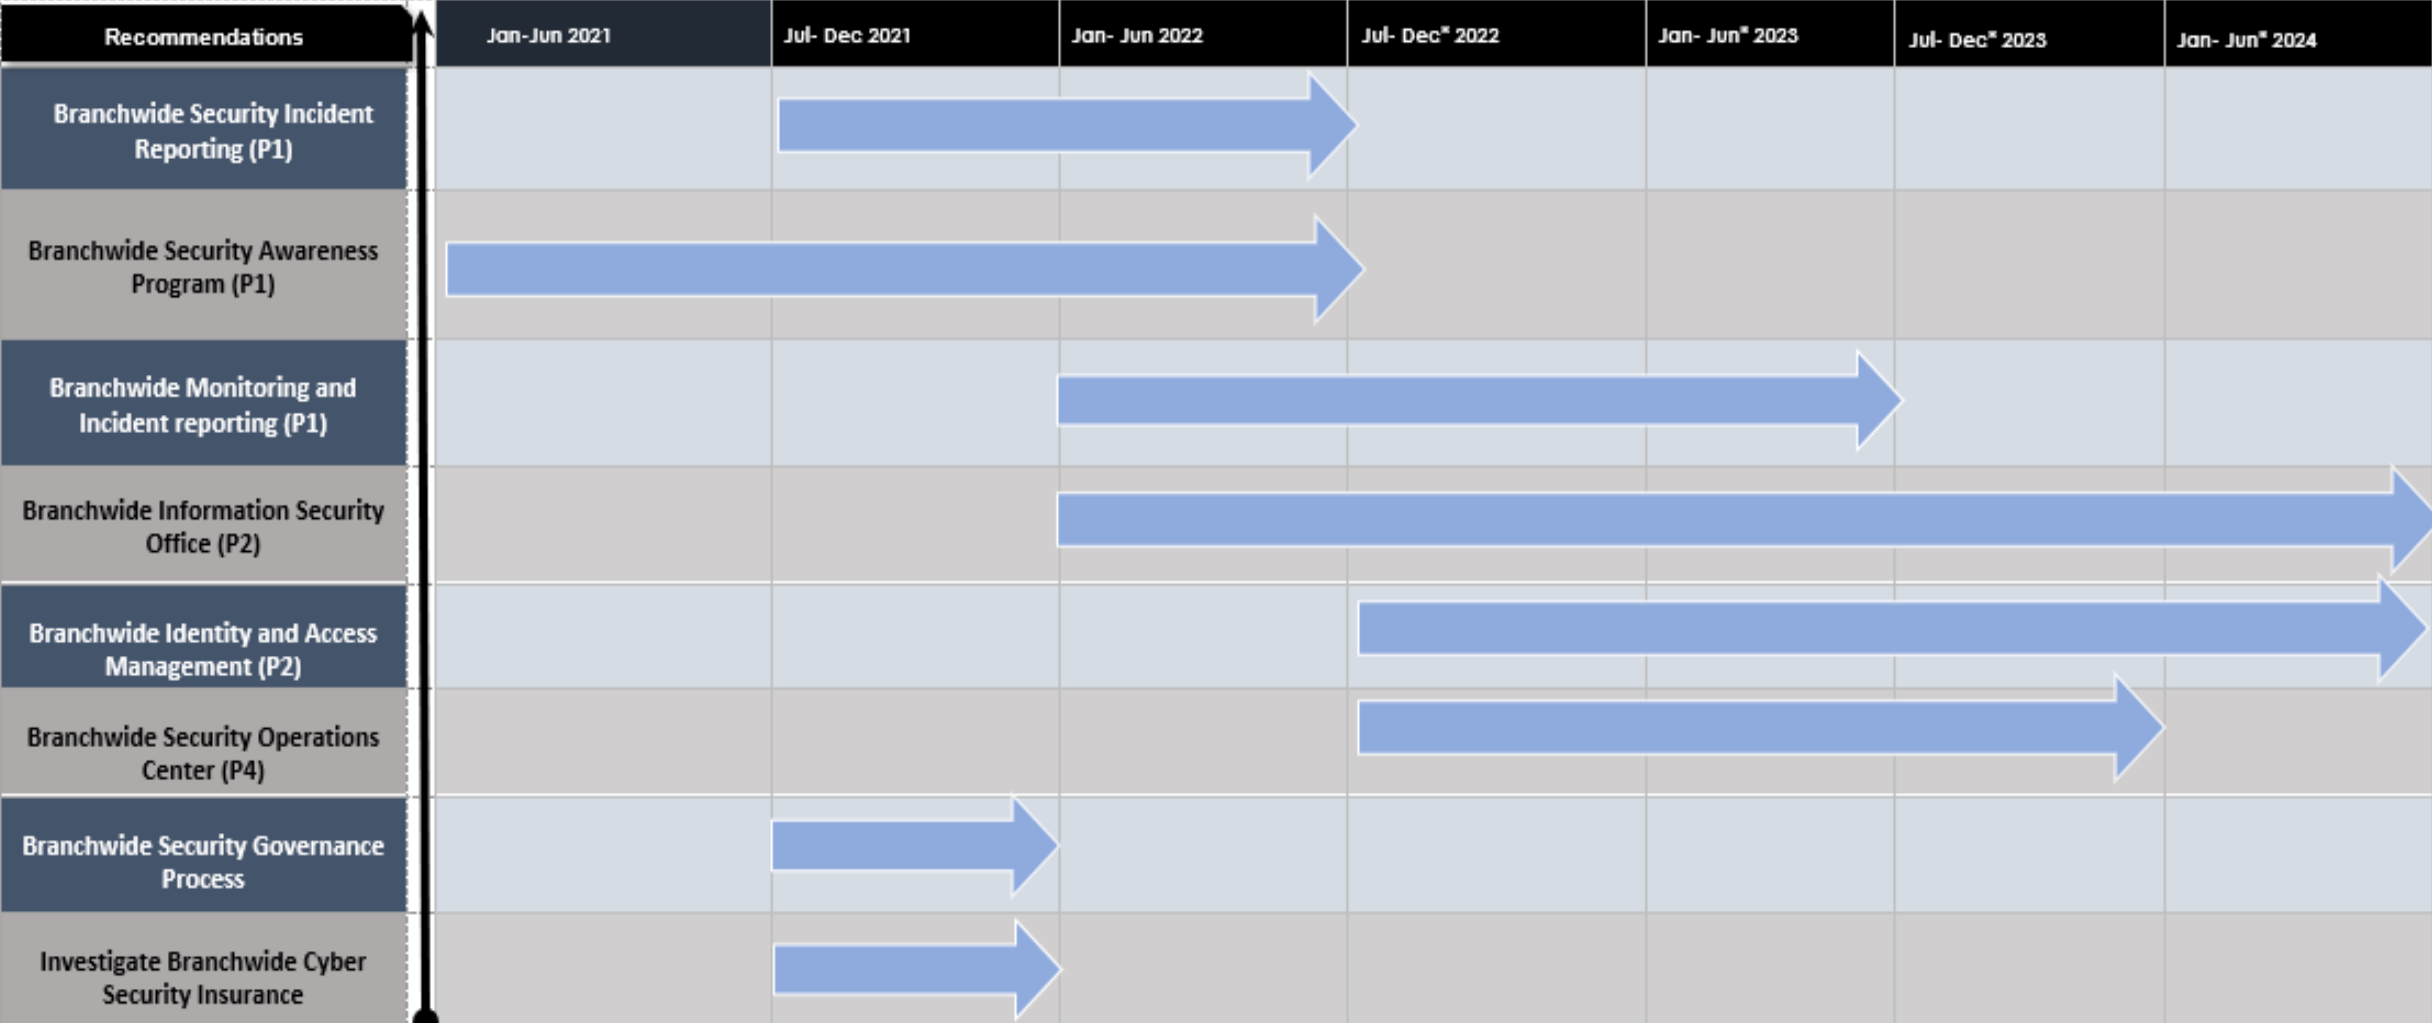 Recommendations
Jan-Jun 2021
Jul- Dec 2021
Jan- Jun 2022
Jul- Dec* 2022
Jan- Jun* 2023
Jul- Dec* 2023
Jan- Jun* 2024
Branchwide Security Incident
Reporting (P1)
Branchwide Security Awareness
Program (P1)
Branchwide Monitoring and
Incident reporting (P1)
Branchwide Information Security
Office (P2)
Branchwide Identity and Access
Management (P2)
Branchwide Security Operations
Center (P4)
Branchwide Security Governance
Process
Investigate Branchwide Cyber
Security Insurance